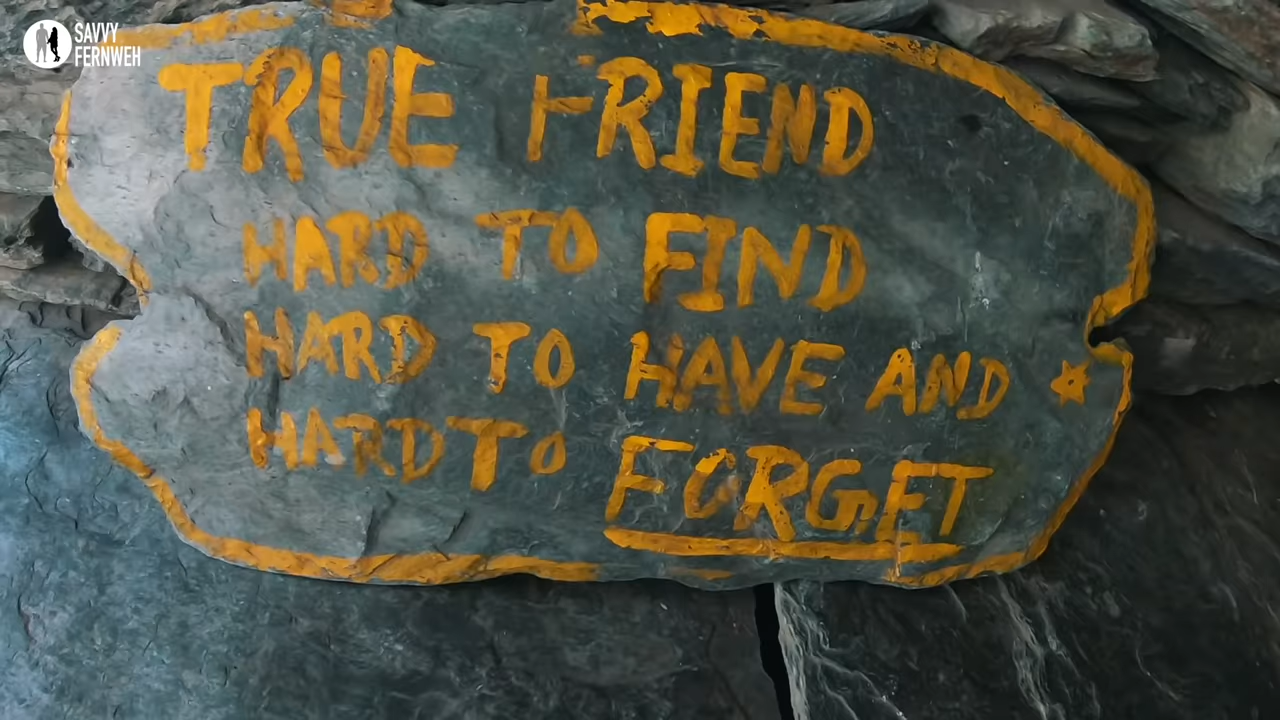 SAVVY
FERNWEH
TRUE FRIEND
HARD TO FIND
HARD TO HAVE AND
HARD TO FORGET